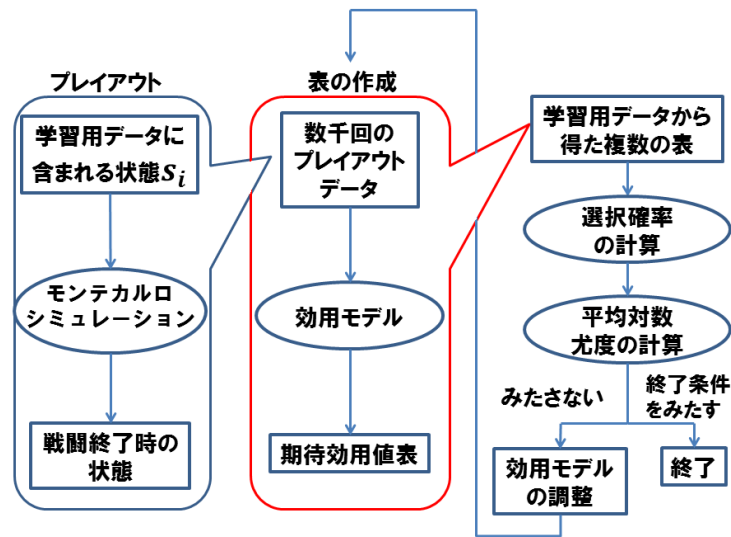 プレイアウト
学習用データに
含まれる状態S_i
モンテカルロ
シミュレーション
戦闘終了時の
状態
表の作成
数千回の
プレイアウト
データ
効用モデル
期待効用値表
学習用データから
得た複数の表
選択確率
の計算
平均対数
尤度の計算
みたさない
終了条件
をみたす
効用モデル
の調整
終了